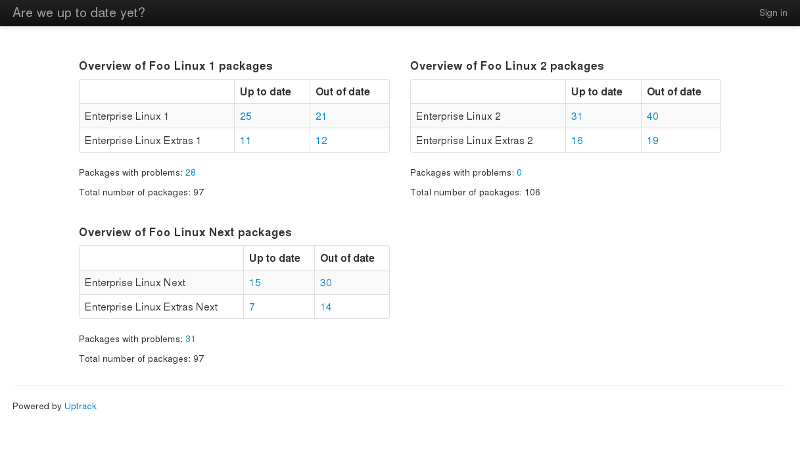 Are we up to date yet?
Sign in
Overview of Foo Linux 1 packages
Up to date Out of date
Enterprise Linux 1 25 21
Enterprise Linux Extras 1 11 12
Packages with problems: 28
Total number of packages: 97
Overview of Foo Linux 2 packages
Up to date Out of date
Enterprise Linux 2 31 40
Enterprise Linux Extras 2 16 19
Packages with problems: 0
Total number of packages: 106
Overview of Foo Linux Next packages
Up to date Out of date
Enterprise Linux Next 15 30
Enterprise Linux Extras Next 7 14
Packages with problems: 31
Total number of packages: 97
Powered by Uptrack